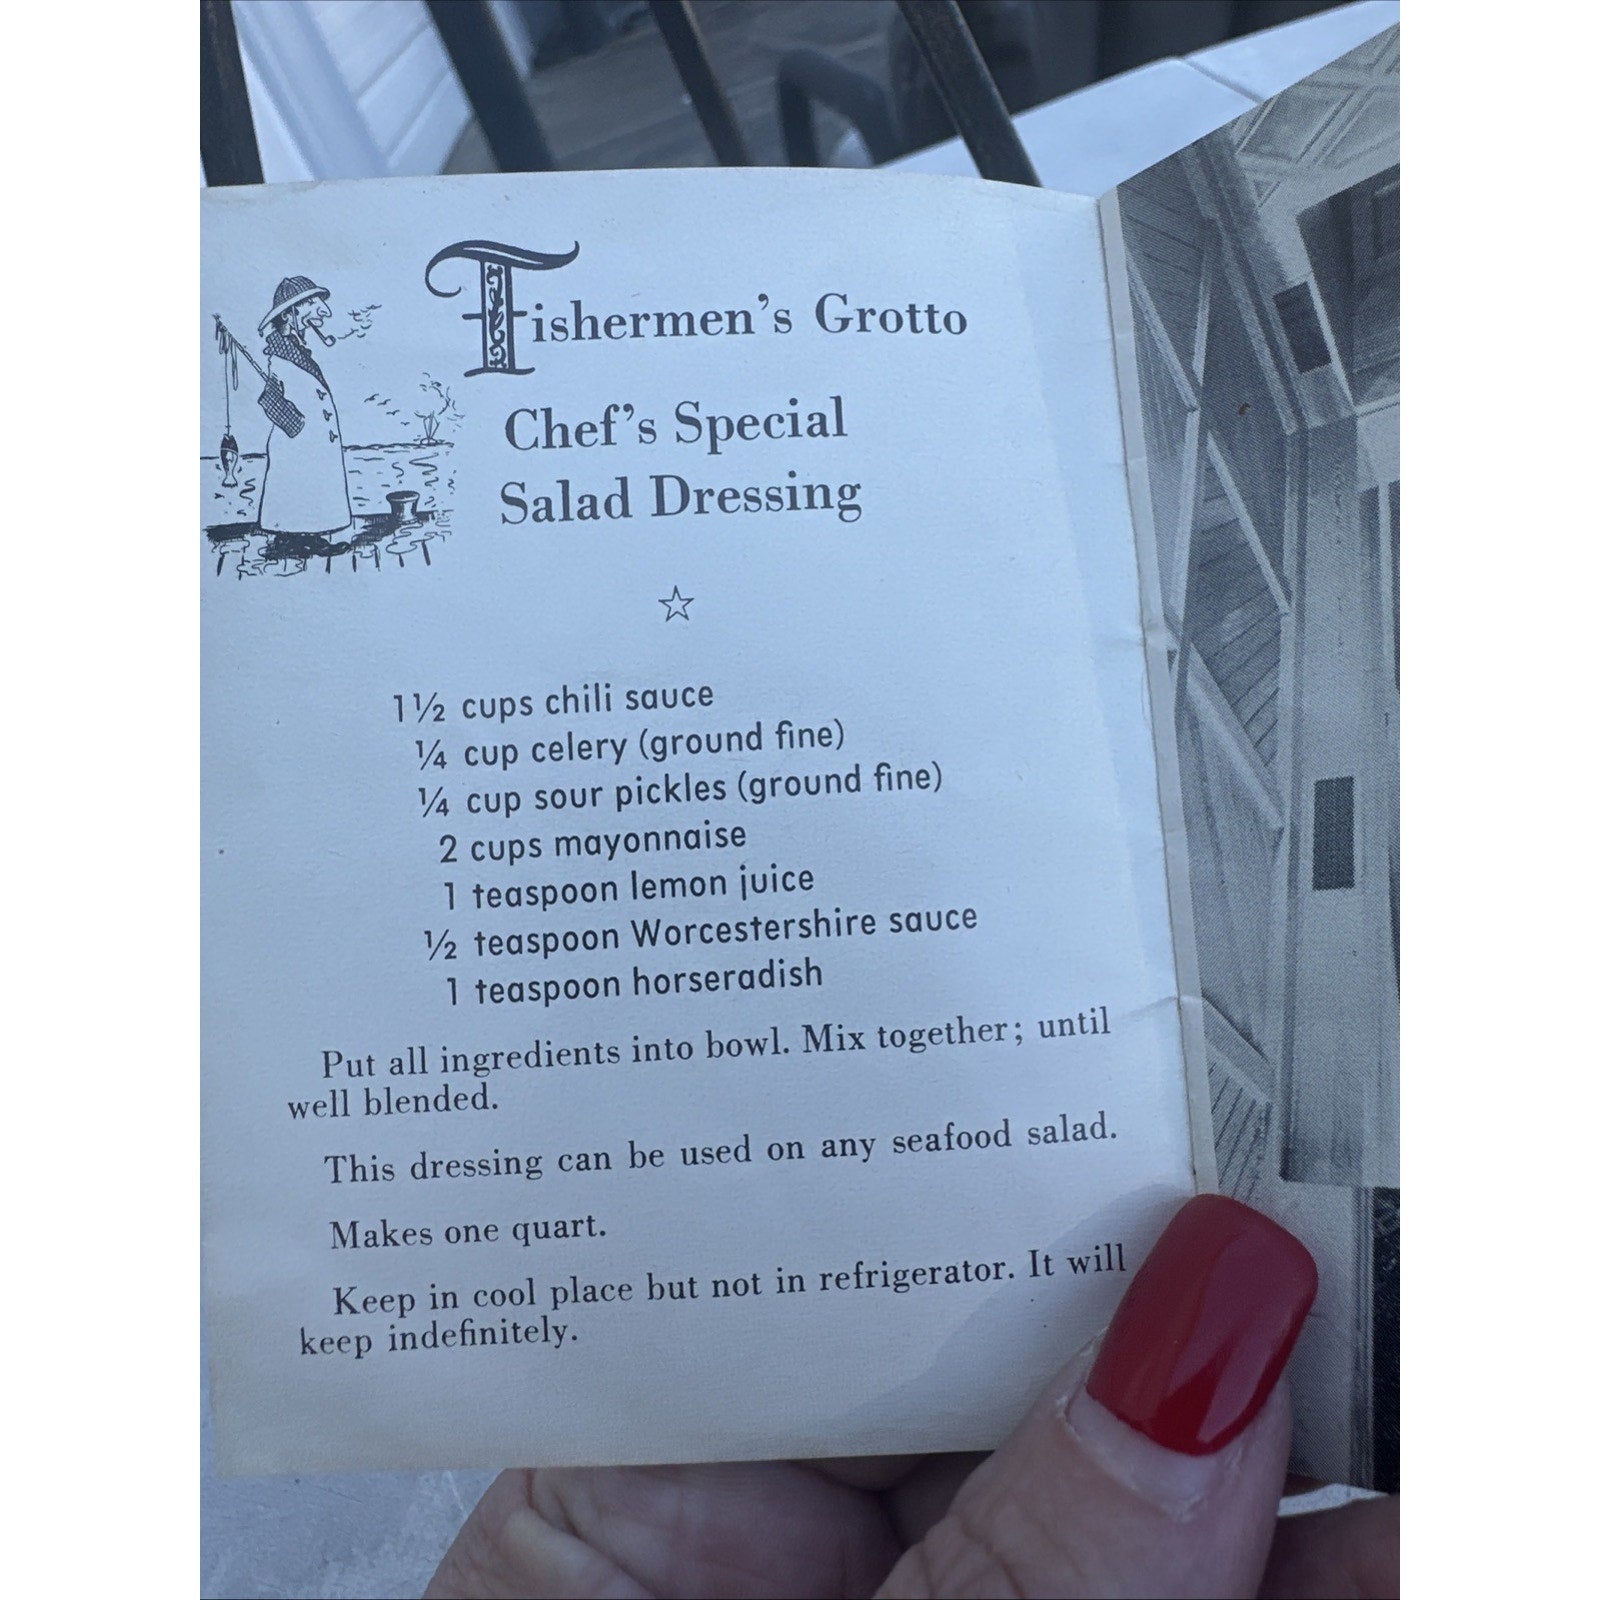 Fishermen's Grotto
Chef's Special
Salad Dressing
☆
1½ cups chili sauce
¼ cup celery (ground fine)
¼ cup sour pickles (ground fine)
2 cups mayonnaise
1 teaspoon lemon juice
½ teaspoon Worcestershire sauce
1 teaspoon horseradish
Put all ingredients into bowl. Mix together; until
well blended.
This dressing can be used on any seafood salad.
Makes one quart.
Keep in cool place but not in refrigerator. It will
keep indefinitely.